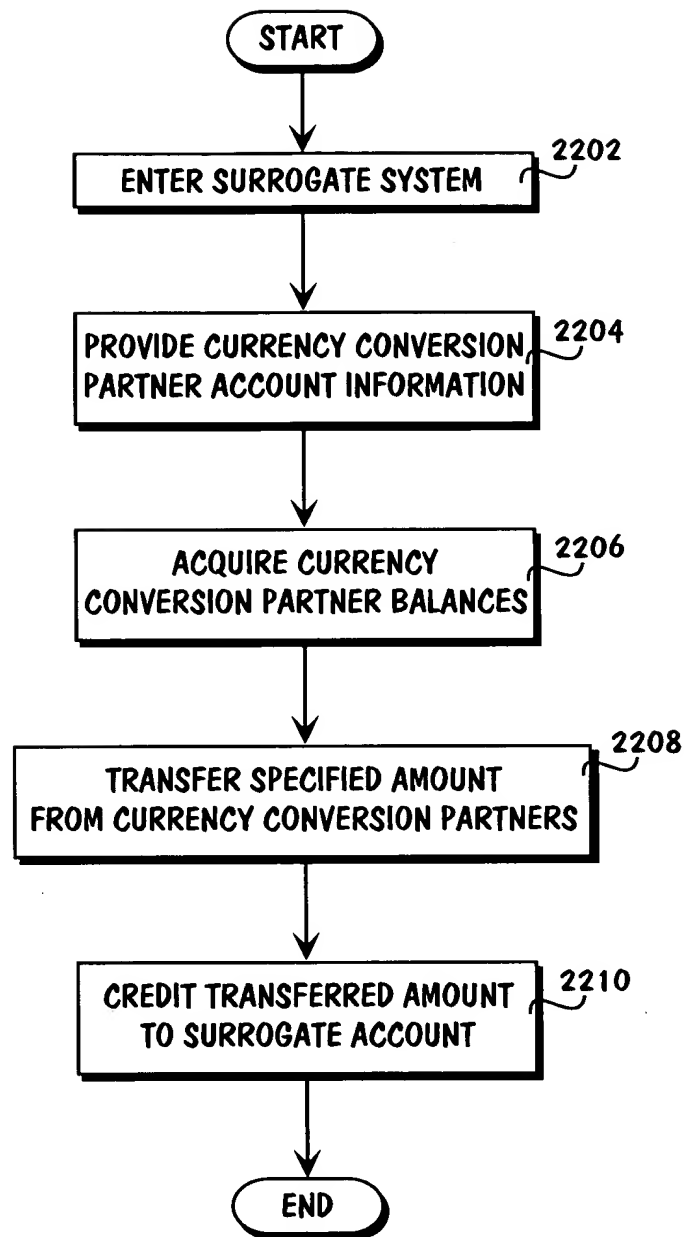 START
2202
ENTER SURROGATE SYSTEM
2204
PROVIDE CURRENCY CONVERSION
PARTNER ACCOUNT INFORMATION
2206
ACQUIRE CURRENCY
CONVERSION PARTNER BALANCES
2208
TRANSFER SPECIFIED AMOUNT
FROM CURRENCY CONVERSION PARTNERS
2210
CREDIT TRANSFERRED AMOUNT
TO SURROGATE ACCOUNT
END